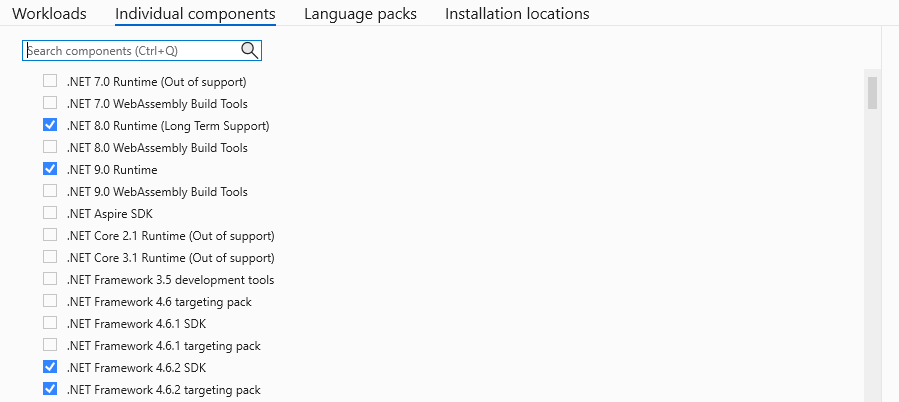 Workloads Individual components Language packs Installation locations
Search components (Ctrl+Q)
.NET 7.0 Runtime (Out of support)
.NET 7.0 WebAssembly Build Tools
.NET 8.0 Runtime (Long Term Support)
.NET 8.0 WebAssembly Build Tools
.NET 9.0 Runtime
.NET 9.0 WebAssembly Build Tools
.NET Aspire SDK
.NET Core 2.1 Runtime (Out of support)
.NET Core 3.1 Runtime (Out of support)
.NET Framework 3.5 development tools
.NET Framework 4.6 targeting pack
.NET Framework 4.6.1 SDK
.NET Framework 4.6.1 targeting pack
.NET Framework 4.6.2 SDK
.NET Framework 4.6.2 targeting pack